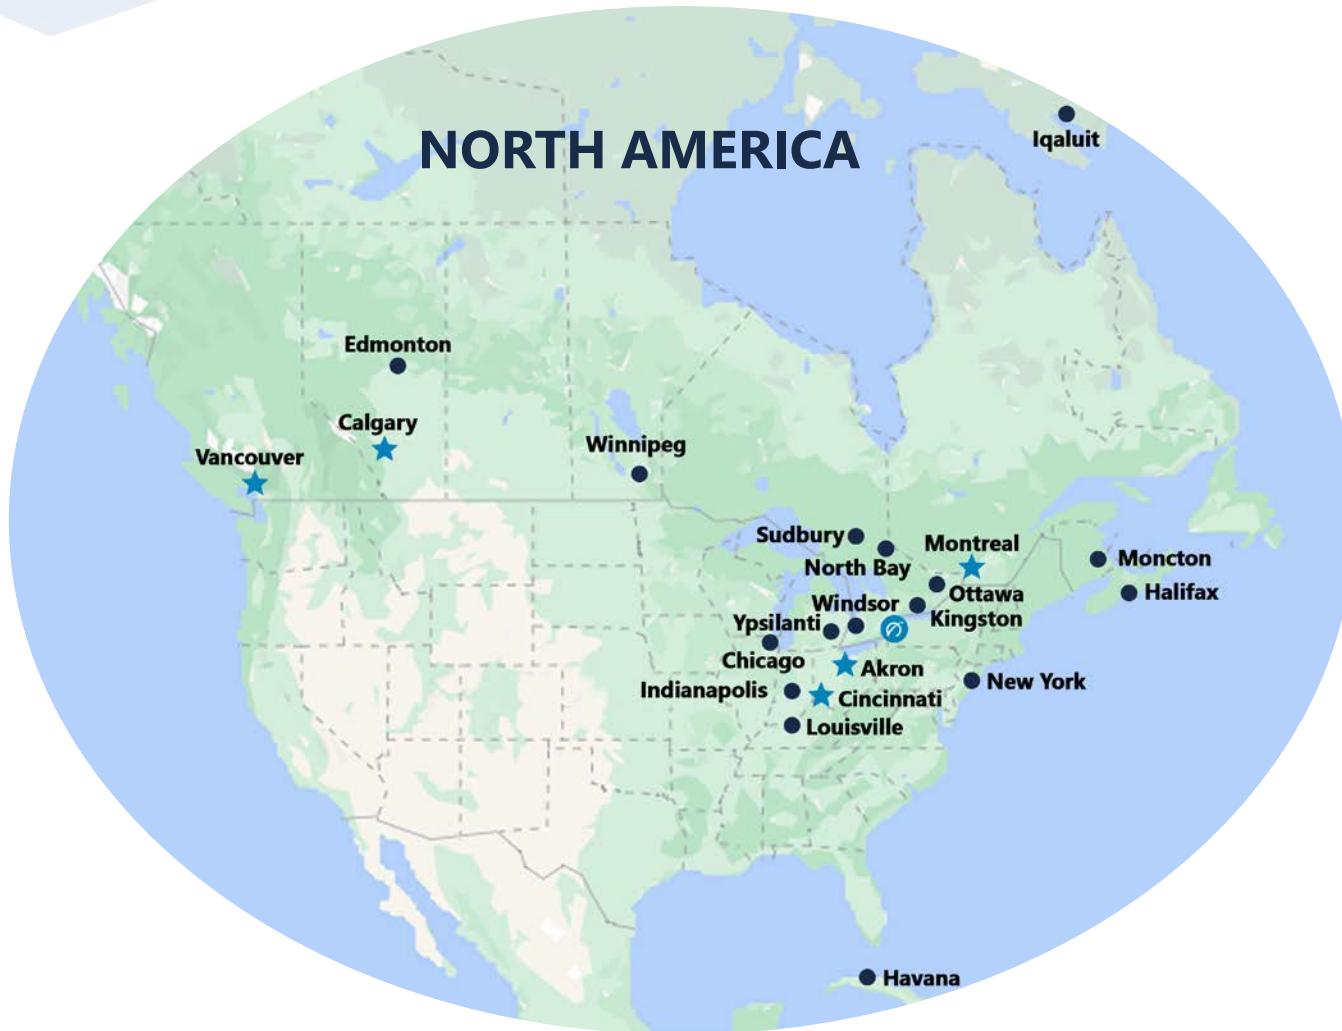 NORTH AMERICA
Iqaluit
Edmonton
Calgary
Vancouver
Winnipeg
Sudbury
North Bay
Montreal
Moncton
Halifax
Ottawa
Windsor
Kingston
Ypsilanti
Chicago
Akron
Indianapolis
Cincinnati
New York
Louisville
Havana